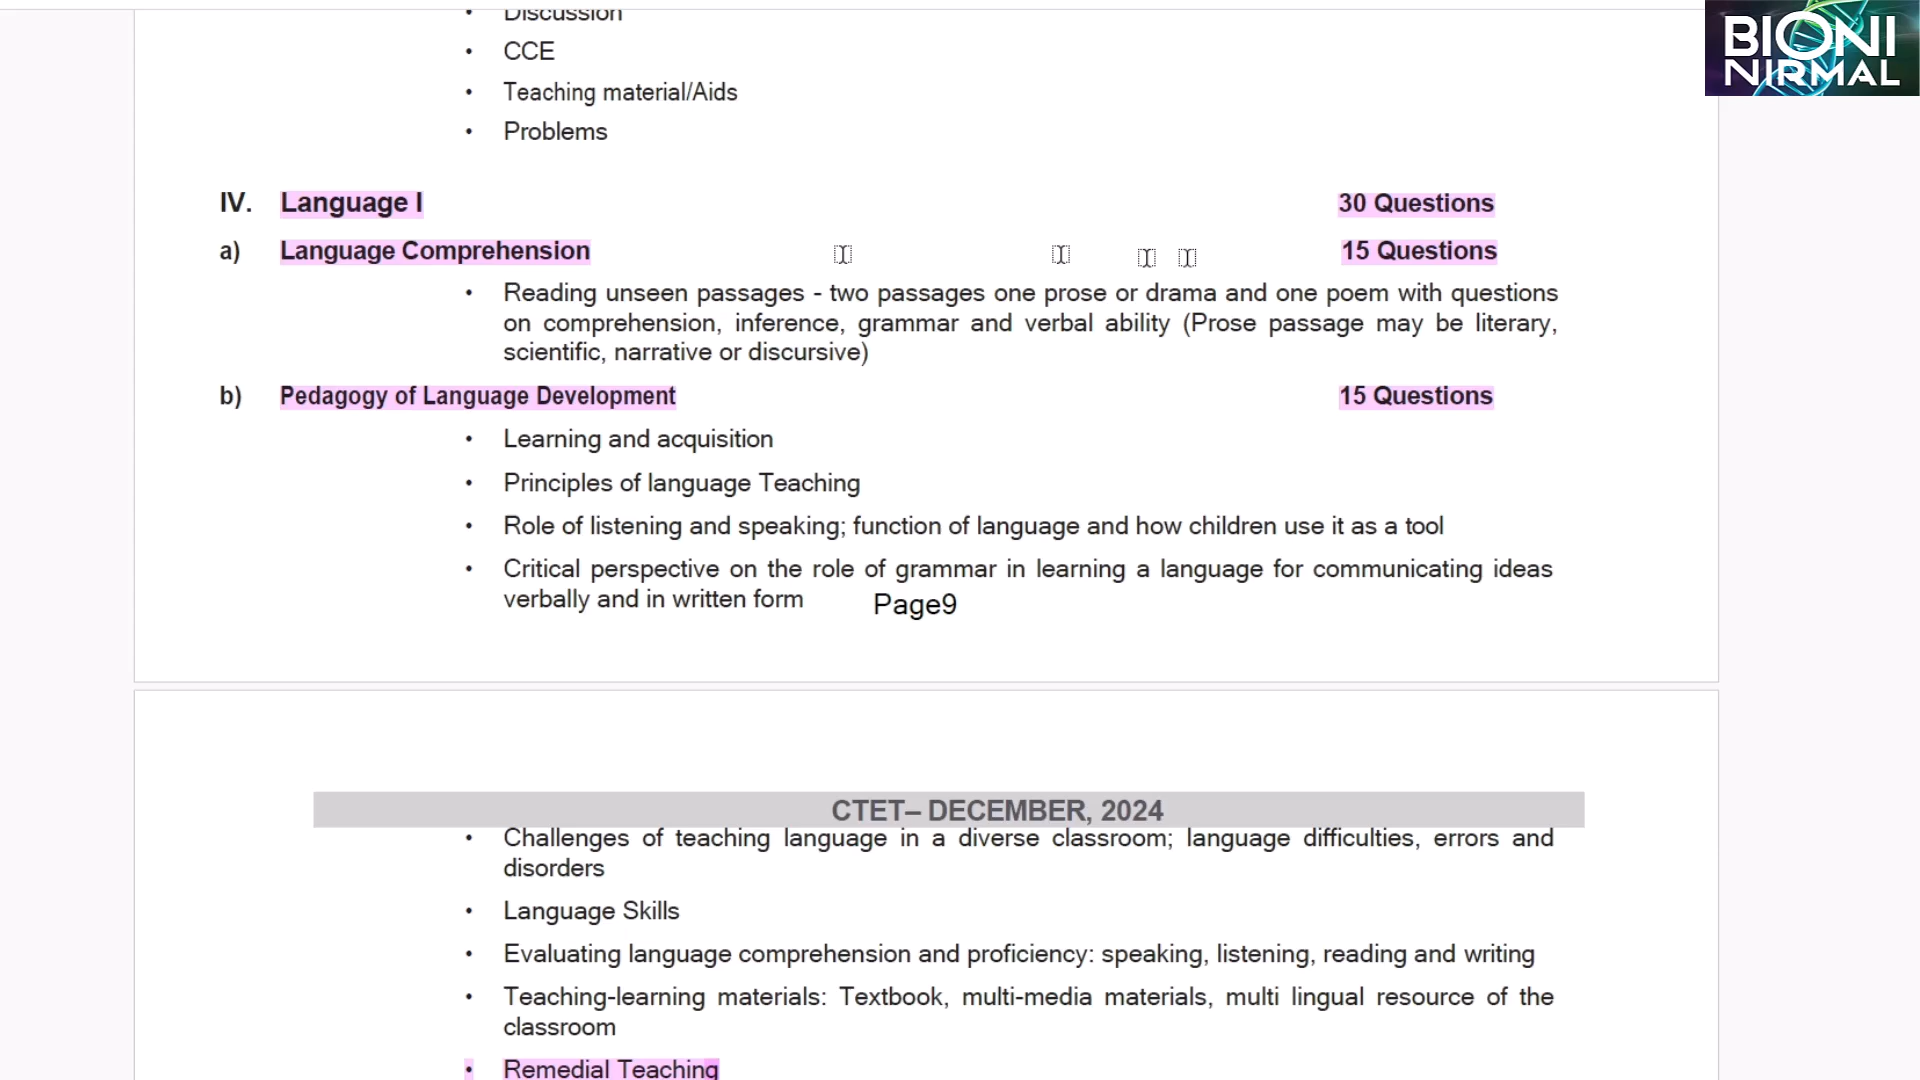 BIONI
NIRMAL
• Discussion
• CCE
• Teaching material/Aids
• Problems
IV. Language I 30 Questions
a) Language Comprehension 15 Questions
• Reading unseen passages - two passages one prose or drama and one poem with questions
on comprehension, inference, grammar and verbal ability (Prose passage may be literary,
scientific, narrative or discursive)
b) Pedagogy of Language Development 15 Questions
• Learning and acquisition
• Principles of language Teaching
• Role of listening and speaking; function of language and how children use it as a tool
• Critical perspective on the role of grammar in learning a language for communicating ideas
verbally and in written form Page9
CTET– DECEMBER, 2024
• Challenges of teaching language in a diverse classroom; language difficulties, errors and
disorders
• Language Skills
• Evaluating language comprehension and proficiency: speaking, listening, reading and writing
• Teaching-learning materials: Textbook, multi-media materials, multi lingual resource of the
classroom
• Remedial Teaching